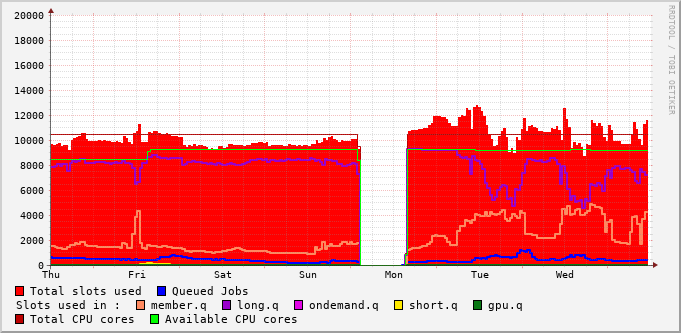 RRDTOOL / TOBI OETIKER
20000
18000
16000
14000
12000
10000
8000
6000
4000
2000
0
Thu Fri Sat Sun Mon Tue Wed
Total slots used Queued Jobs
Slots used in : member.q long.q ondemand.q short.q gpu.q
Total CPU cores Available CPU cores